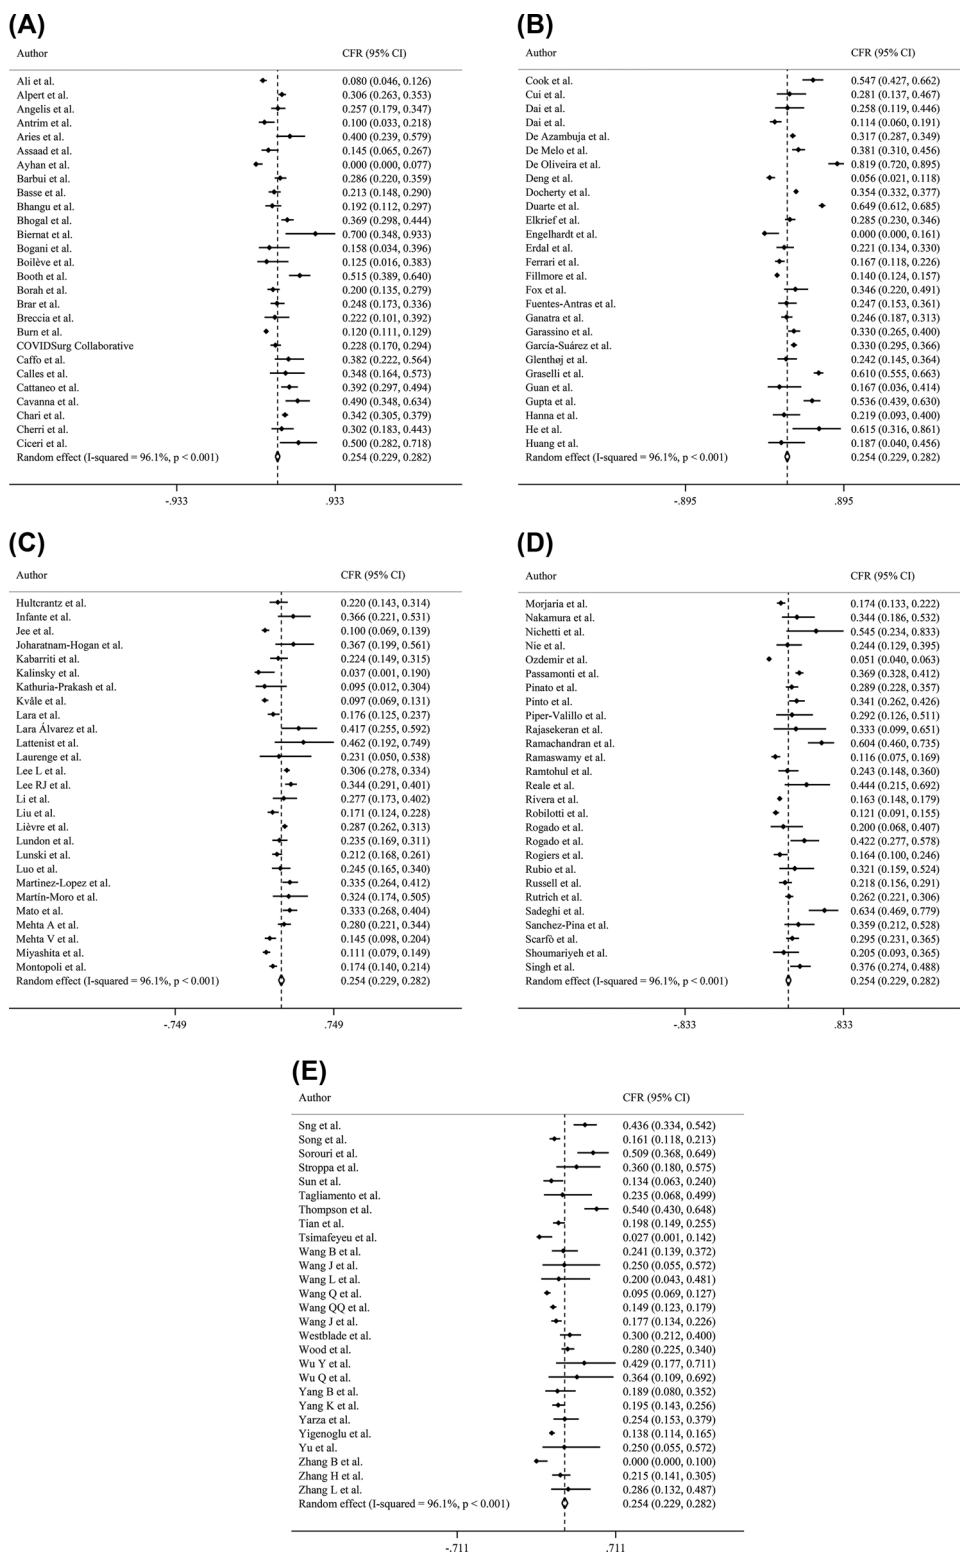 (A)
Author CFR (95% CI)
Ali et al. 0.080 (0.046, 0.126)
Alpert et al. 0.306 (0.263, 0.353)
Angelis et al. 0.257 (0.179, 0.347)
Antrim et al. 0.100 (0.033, 0.218)
Aries et al. 0.400 (0.239, 0.579)
Assaad et al. 0.145 (0.065, 0.267)
Ayhan et al. 0.000 (0.000, 0.077)
Barbui et al. 0.286 (0.220, 0.359)
Basse et al. 0.213 (0.148, 0.290)
Bhangu et al. 0.192 (0.112, 0.297)
Bhogal et al. 0.369 (0.298, 0.444)
Biernat et al. 0.700 (0.348, 0.933)
Bogani et al. 0.158 (0.034, 0.396)
Boilève et al. 0.125 (0.016, 0.383)
Booth et al. 0.515 (0.389, 0.640)
Borah et al. 0.200 (0.135, 0.279)
Brar et al. 0.248 (0.173, 0.336)
Breccia et al. 0.222 (0.101, 0.392)
Burn et al. 0.120 (0.111, 0.129)
COVIDSurg Collaborative 0.228 (0.170, 0.294)
Caffo et al. 0.382 (0.222, 0.564)
Calles et al. 0.348 (0.164, 0.573)
Cattaneo et al. 0.392 (0.297, 0.494)
Cavanna et al. 0.490 (0.348, 0.634)
Chari et al. 0.342 (0.305, 0.379)
Cherri et al. 0.302 (0.183, 0.443)
Ciceri et al. 0.500 (0.282, 0.718)
Random effect (I-squared = 96.1%, p < 0.001) 0.254 (0.229, 0.282)
-.933 .933
(B)
Author CFR (95% CI)
Cook et al. 0.547 (0.427, 0.662)
Cui et al. 0.281 (0.137, 0.467)
Dai et al. 0.258 (0.119, 0.446)
Dai et al. 0.114 (0.060, 0.191)
De Azambuja et al. 0.317 (0.287, 0.349)
De Melo et al. 0.381 (0.310, 0.456)
De Oliveira et al. 0.819 (0.720, 0.895)
Deng et al. 0.056 (0.021, 0.118)
Docherty et al. 0.354 (0.332, 0.377)
Duarte et al. 0.649 (0.612, 0.685)
Elkrief et al. 0.285 (0.230, 0.346)
Engelhardt et al. 0.000 (0.000, 0.161)
Erdal et al. 0.221 (0.134, 0.330)
Ferrari et al. 0.167 (0.118, 0.226)
Fillmore et al. 0.140 (0.124, 0.157)
Fox et al. 0.346 (0.220, 0.491)
Fuentes-Antras et al. 0.247 (0.153, 0.361)
Ganatra et al. 0.246 (0.187, 0.313)
Garassino et al. 0.330 (0.265, 0.400)
García-Suárez et al. 0.330 (0.295, 0.366)
Glenthøj et al. 0.242 (0.145, 0.364)
Graselli et al. 0.610 (0.555, 0.663)
Guan et al. 0.167 (0.036, 0.414)
Gupta et al. 0.536 (0.439, 0.630)
Hanna et al. 0.219 (0.093, 0.400)
He et al. 0.615 (0.316, 0.861)
Huang et al. 0.187 (0.040, 0.456)
Random effect (I-squared = 96.1%, p < 0.001) 0.254 (0.229, 0.282)
-.895 .895
(C)
Author CFR (95% CI)
Hultcrantz et al. 0.220 (0.143, 0.314)
Infante et al. 0.366 (0.221, 0.531)
Jee et al. 0.100 (0.069, 0.139)
Joharatnam-Hogan et al. 0.367 (0.199, 0.561)
Kabarriti et al. 0.224 (0.149, 0.315)
Kalinsky et al. 0.037 (0.001, 0.190)
Kathuria-Prakash et al. 0.095 (0.012, 0.304)
Kvåle et al. 0.097 (0.069, 0.131)
Lara et al. 0.176 (0.125, 0.237)
Lara Álvarez et al. 0.417 (0.255, 0.592)
Lattenist et al. 0.462 (0.192, 0.749)
Laurenge et al. 0.231 (0.050, 0.538)
Lee L et al. 0.306 (0.278, 0.334)
Lee RJ et al. 0.344 (0.291, 0.401)
Li et al. 0.277 (0.173, 0.402)
Liu et al. 0.171 (0.124, 0.228)
Lièvre et al. 0.287 (0.262, 0.313)
Lundon et al. 0.235 (0.169, 0.311)
Lunski et al. 0.212 (0.168, 0.261)
Luo et al. 0.245 (0.165, 0.340)
Martinez-Lopez et al. 0.335 (0.264, 0.412)
Martín-Moro et al. 0.324 (0.174, 0.505)
Mato et al. 0.333 (0.268, 0.404)
Mehta A et al. 0.280 (0.221, 0.344)
Mehta V et al. 0.145 (0.098, 0.204)
Miyashita et al. 0.111 (0.079, 0.149)
Montopoli et al. 0.174 (0.140, 0.214)
Random effect (I-squared = 96.1%, p < 0.001) 0.254 (0.229, 0.282)
-.749 .749
(D)
Author CFR (95% CI)
Morjaria et al. 0.174 (0.133, 0.222)
Nakamura et al. 0.344 (0.186, 0.532)
Nichetti et al. 0.545 (0.234, 0.833)
Nie et al. 0.244 (0.129, 0.395)
Ozdemir et al. 0.051 (0.040, 0.063)
Passamonti et al. 0.369 (0.328, 0.412)
Pinato et al. 0.289 (0.228, 0.357)
Pinto et al. 0.341 (0.262, 0.426)
Piper-Valillo et al. 0.292 (0.126, 0.511)
Rajasekeran et al. 0.333 (0.099, 0.651)
Ramachandran et al. 0.604 (0.460, 0.735)
Ramaswamy et al. 0.116 (0.075, 0.169)
Ramtohul et al. 0.243 (0.148, 0.360)
Reale et al. 0.444 (0.215, 0.692)
Rivera et al. 0.163 (0.148, 0.179)
Robilotti et al. 0.121 (0.091, 0.155)
Rogado et al. 0.200 (0.068, 0.407)
Rogado et al. 0.422 (0.277, 0.578)
Rogiers et al. 0.164 (0.100, 0.246)
Rubio et al. 0.321 (0.159, 0.524)
Russell et al. 0.218 (0.156, 0.291)
Rutrich et al. 0.262 (0.221, 0.306)
Sadeghi et al. 0.634 (0.469, 0.779)
Sanchez-Pina et al. 0.359 (0.212, 0.528)
Scarfò et al. 0.295 (0.231, 0.365)
Shoumariyeh et al. 0.205 (0.093, 0.365)
Singh et al. 0.376 (0.274, 0.488)
Random effect (I-squared = 96.1%, p < 0.001) 0.254 (0.229, 0.282)
-.833 .833
(E)
Author CFR (95% CI)
Sng et al. 0.436 (0.334, 0.542)
Song et al. 0.161 (0.118, 0.213)
Sorouri et al. 0.509 (0.368, 0.649)
Stroppa et al. 0.360 (0.180, 0.575)
Sun et al. 0.134 (0.063, 0.240)
Tagliamento et al. 0.235 (0.068, 0.499)
Thompson et al. 0.540 (0.430, 0.648)
Tian et al. 0.198 (0.149, 0.255)
Tsimafeyeu et al. 0.027 (0.001, 0.142)
Wang B et al. 0.241 (0.139, 0.372)
Wang J et al. 0.250 (0.055, 0.572)
Wang L et al. 0.200 (0.043, 0.481)
Wang Q et al. 0.095 (0.069, 0.127)
Wang QQ et al. 0.149 (0.123, 0.179)
Wang J et al. 0.177 (0.134, 0.226)
Westblade et al. 0.300 (0.212, 0.400)
Wood et al. 0.280 (0.225, 0.340)
Wu Y et al. 0.429 (0.177, 0.711)
Wu Q et al. 0.364 (0.109, 0.692)
Yang B et al. 0.189 (0.080, 0.352)
Yang K et al. 0.195 (0.143, 0.256)
Yarza et al. 0.254 (0.153, 0.379)
Yigenoglu et al. 0.138 (0.114, 0.165)
Yu et al. 0.250 (0.055, 0.572)
Zhang B et al. 0.000 (0.000, 0.100)
Zhang H et al. 0.215 (0.141, 0.305)
Zhang L et al. 0.286 (0.132, 0.487)
Random effect (I-squared = 96.1%, p < 0.001) 0.254 (0.229, 0.282)
-.711 .711